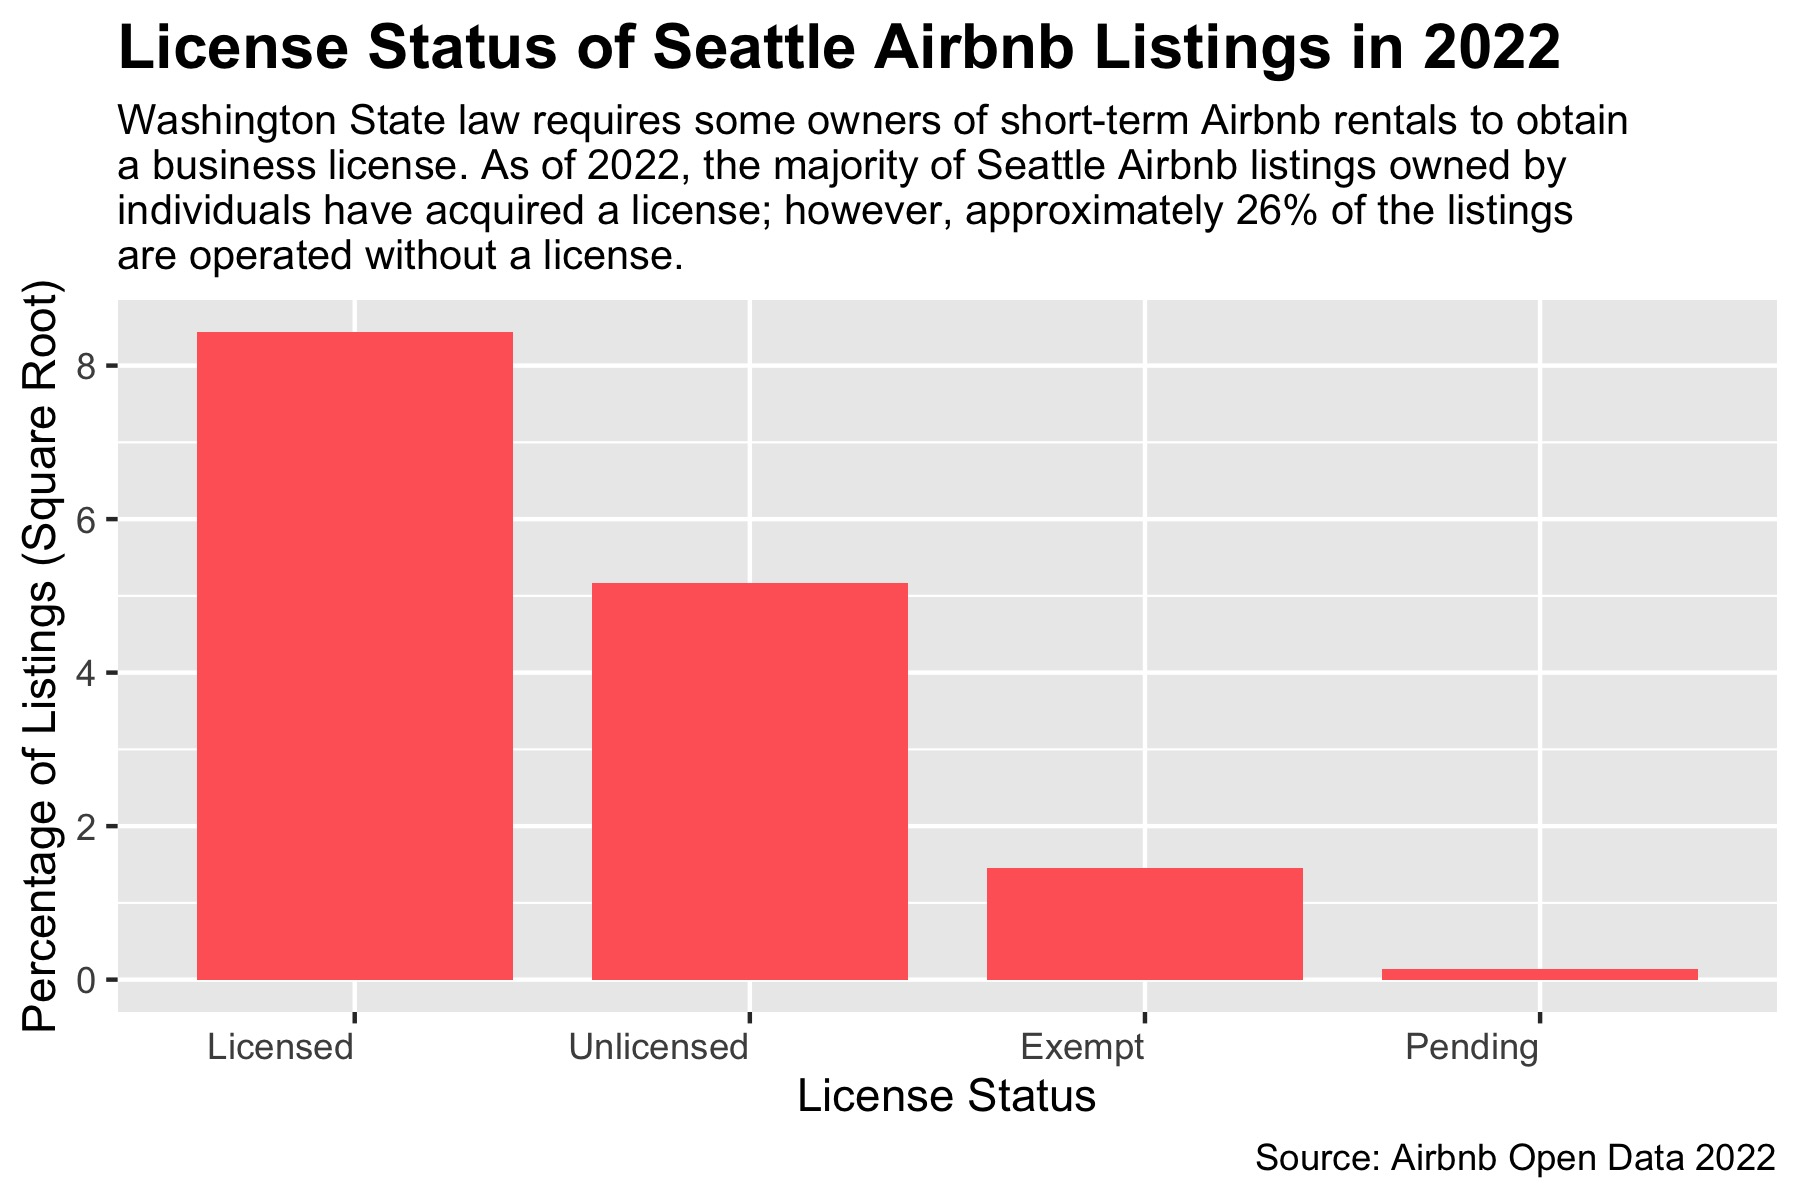 License Status of Seattle Airbnb Listings in 2022
Washington State law requires some owners of short-term Airbnb rentals to obtain
a business license. As of 2022, the majority of Seattle Airbnb listings owned by
individuals have acquired a license; however, approximately 26% of the listings
are operated without a license.
Percentage of Listings (Square Root)
8
6
4
2
0
Licensed Unlicensed Exempt Pending
License Status
Source: Airbnb Open Data 2022